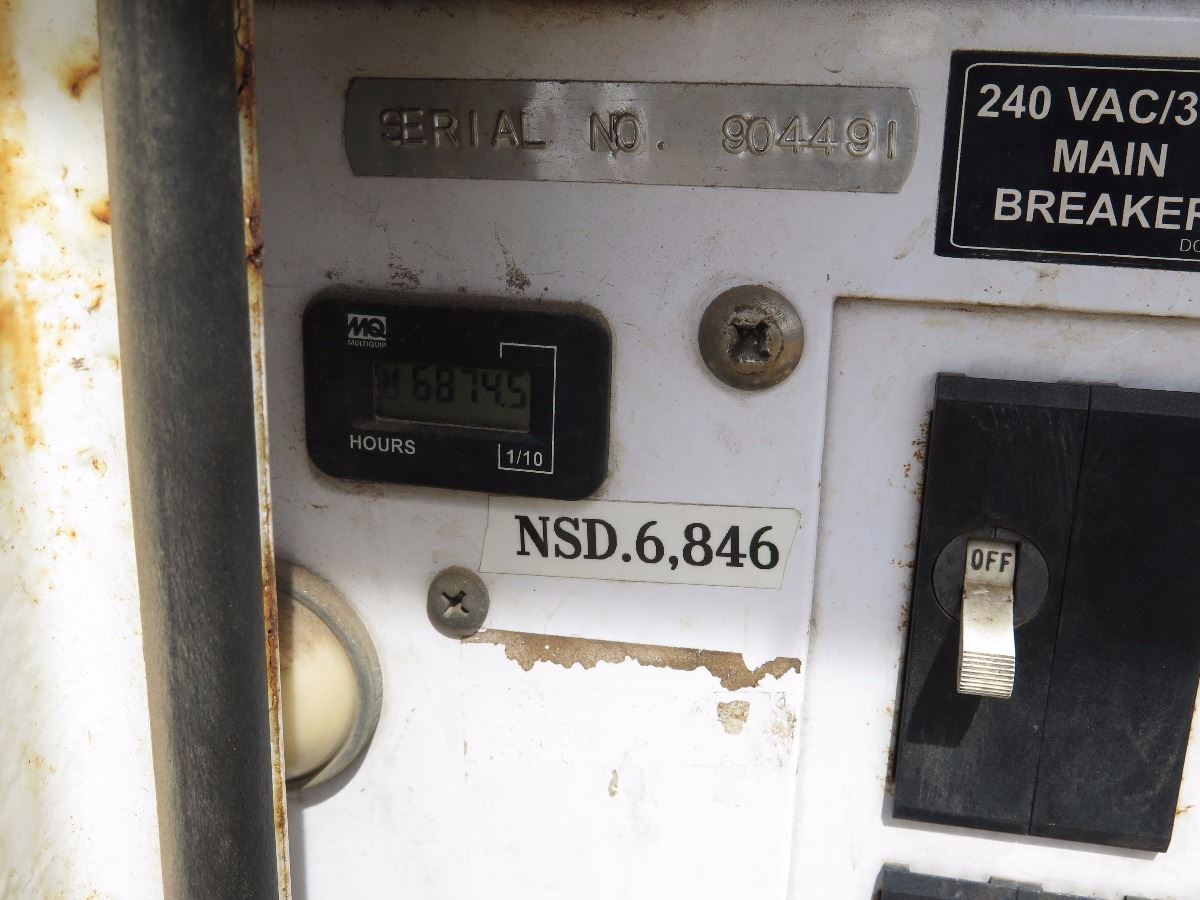 SERIAL NO. 904491
240 VAC/3
MAIN
BREAKER
DC
MQ
MULTIQUIP
6874.5
HOURS
1/10
NSD.6,846
OFF